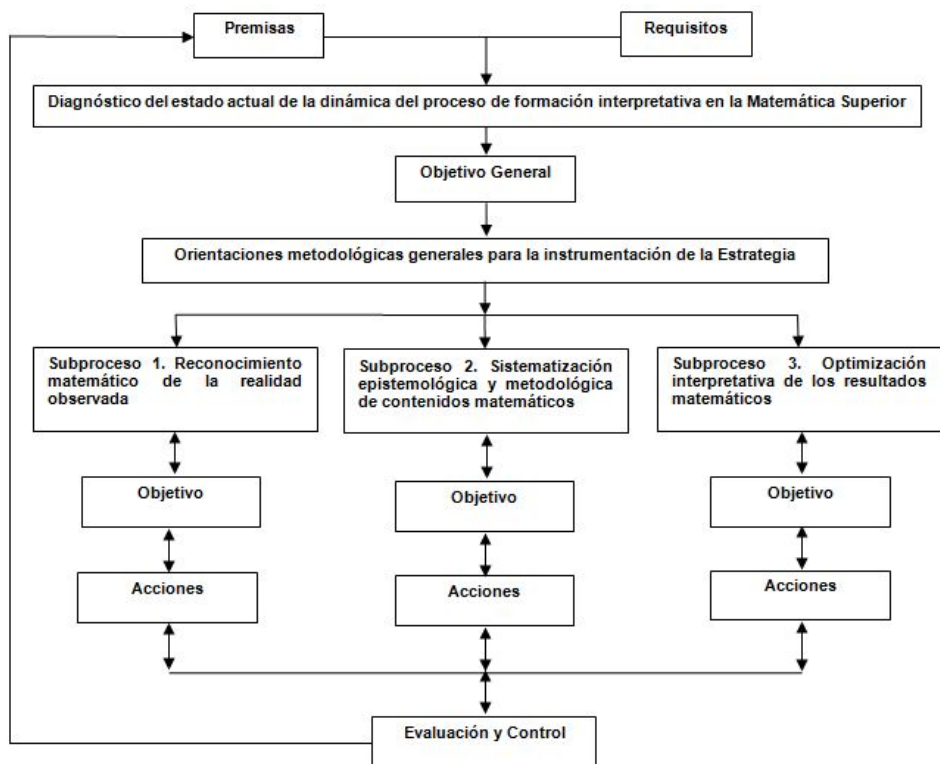 Premisas
Requisitos
Diagnóstico del estado actual de la dinámica del proceso de formación interpretativa en la Matemática Superior
Objetivo General
Orientaciones metodológicas generales para la instrumentación de la Estrategia
Subproceso 1. Reconocimiento
matemático de la realidad
observada
Subproceso 2. Sistematización
epistemológica y metodológica
de contenidos matemáticos
Subproceso 3. Optimización
interpretativa de los resultados
matemáticos
Objetivo
Objetivo
Objetivo
Acciones
Acciones
Acciones
Evaluación y Control